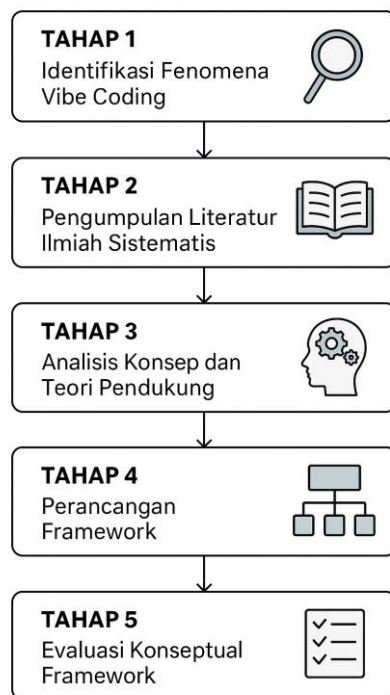 TAHAP 1
Identifikasi Fenomena
Vibe Coding
TAHAP 2
Pengumpulan Literatur
Ilmiah Sistematis
TAHAP 3
Analisis Konsep dan
Teori Pendukung
TAHAP 4
Perancangan
Framework
TAHAP 5
Evaluasi Konseptual
Framework